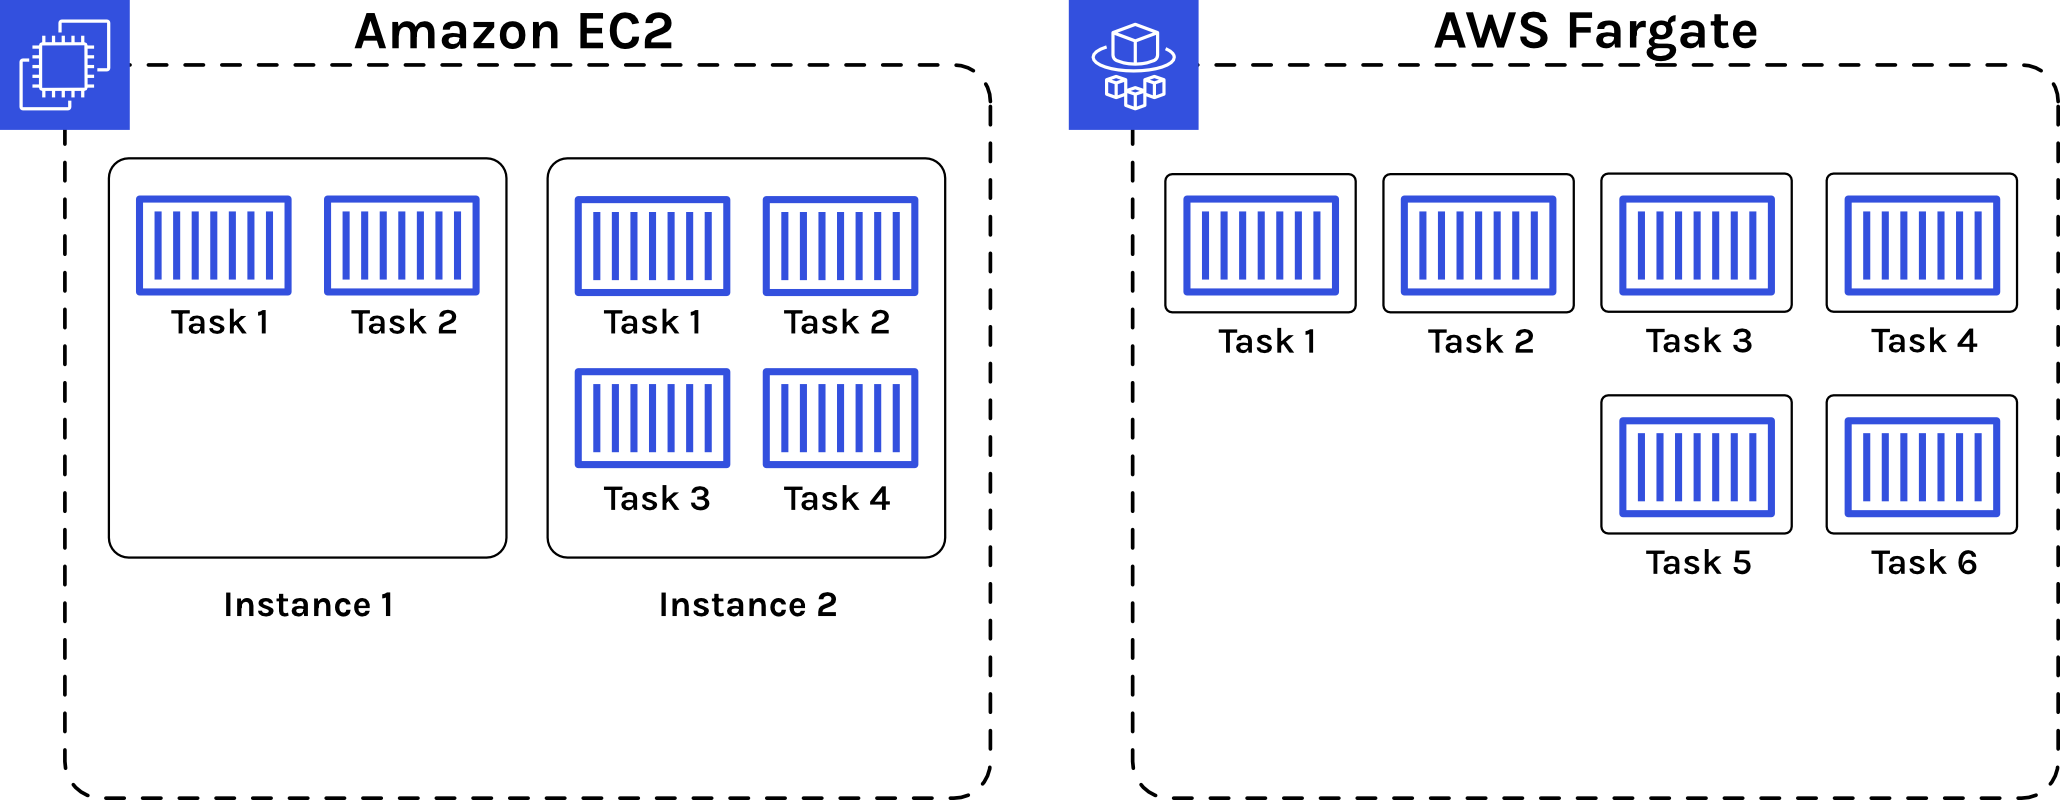 Amazon EC2
Task 1
Task 2
Instance 1
Task 1
Task 2
Task 3
Task 4
Instance 2
AWS Fargate
Task 1
Task 2
Task 3
Task 4
Task 5
Task 6